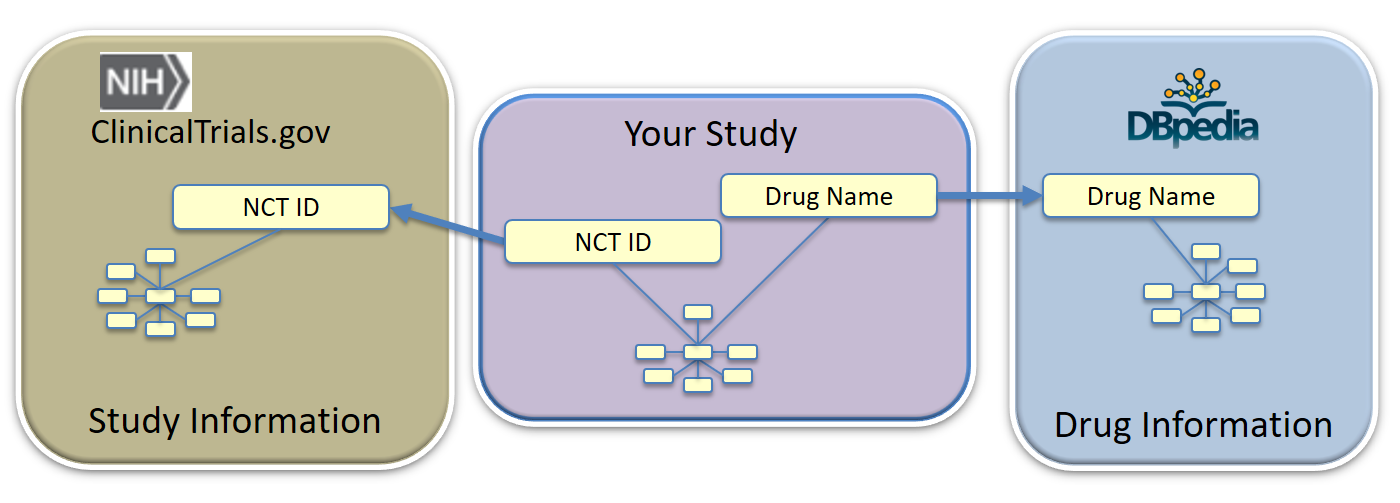 NIH
ClinicalTrials.gov
NCT ID
Study Information
Your Study
Drug Name
NCT ID
DBpedia
Drug Name
Drug Information